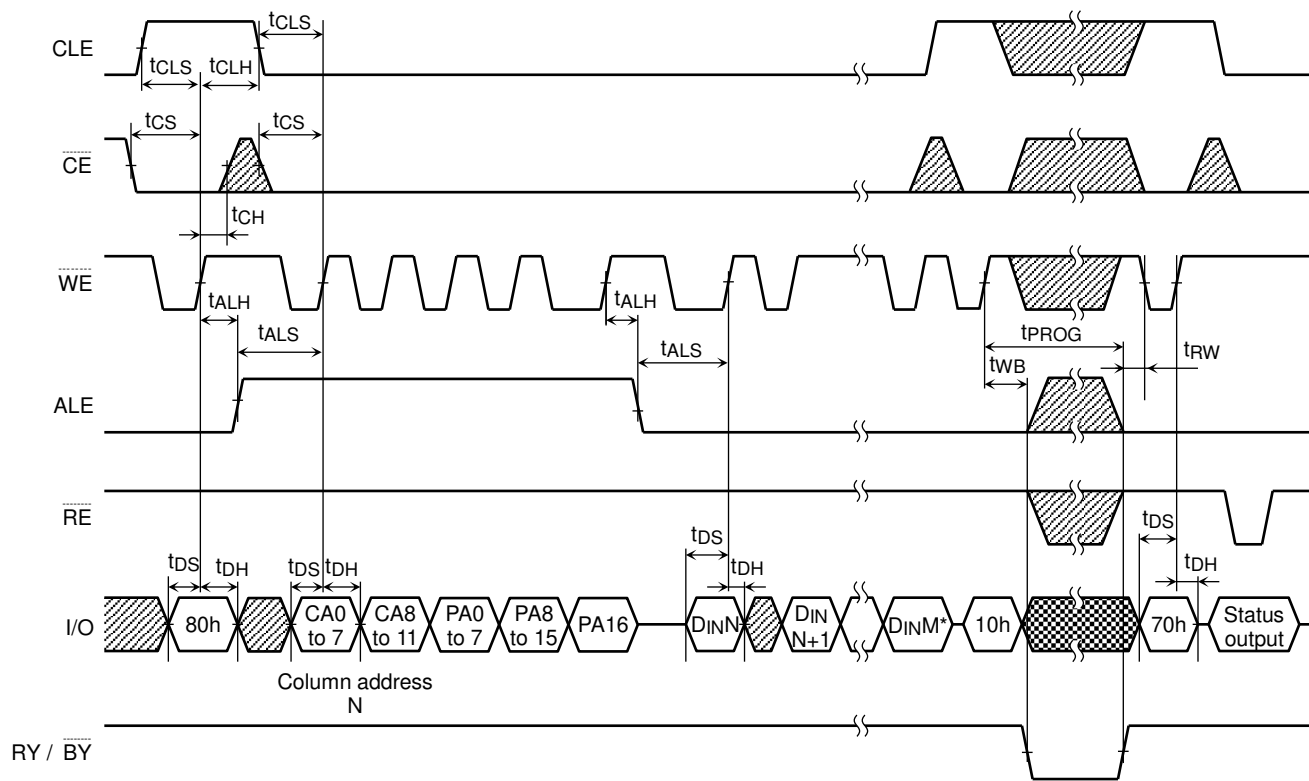 tCLS
CLE
tCLS
tCLH
tCS
tCS
CE
tCH
WE
tALH
tALH
tALS
tPROG
tALS
tRW
tWB
ALE
RE
tDS
tDS
tDH
tDS
tDH
tDH
tDS
tDH
I/O
80h
CA0
to 7
CA8
to 11
PA0
to 7
PA8
to 15
PA16
DINN
DIN
N+1
DINM*
10h
70h
Status
output
Column address
N
RY / BY